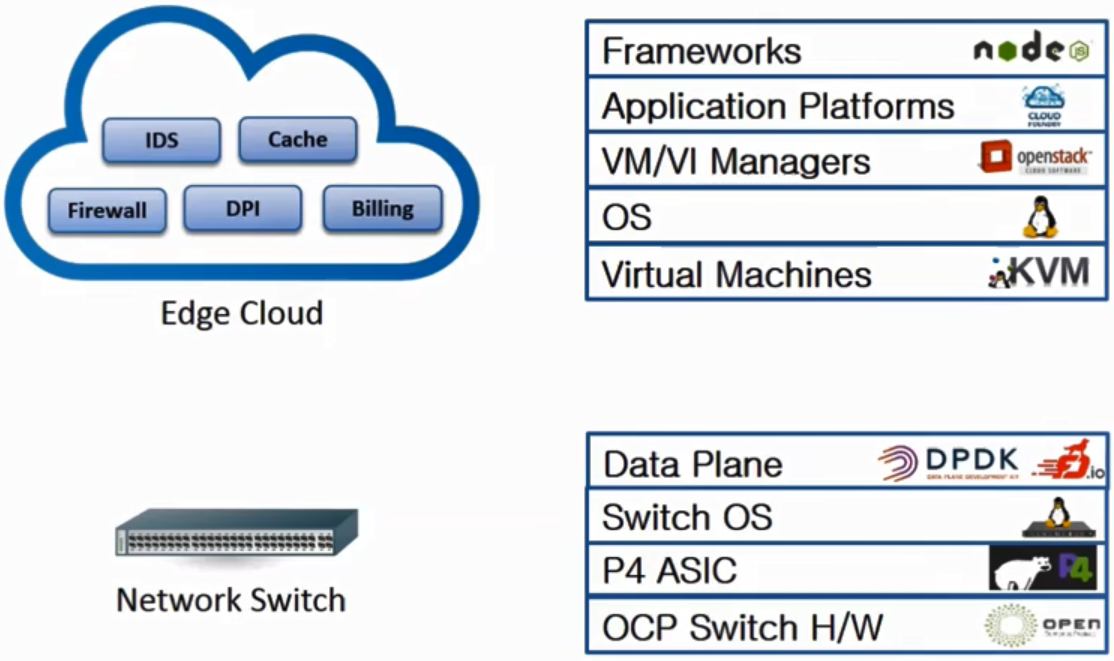 IDS
Cache
Firewall
DPI
Billing
Edge Cloud
Frameworks
node JS
Application Platforms
CLOUD
FOUNDRY
VM/VI Managers
openstack™
CLOUD SOFTWARE
OS
Virtual Machines
KVM
Network Switch
Data Plane
DPDK
DATA PLANE DEVELOPMENT KIT
.io
Switch OS
P4 ASIC
P4
OCP Switch H/W
OPEN